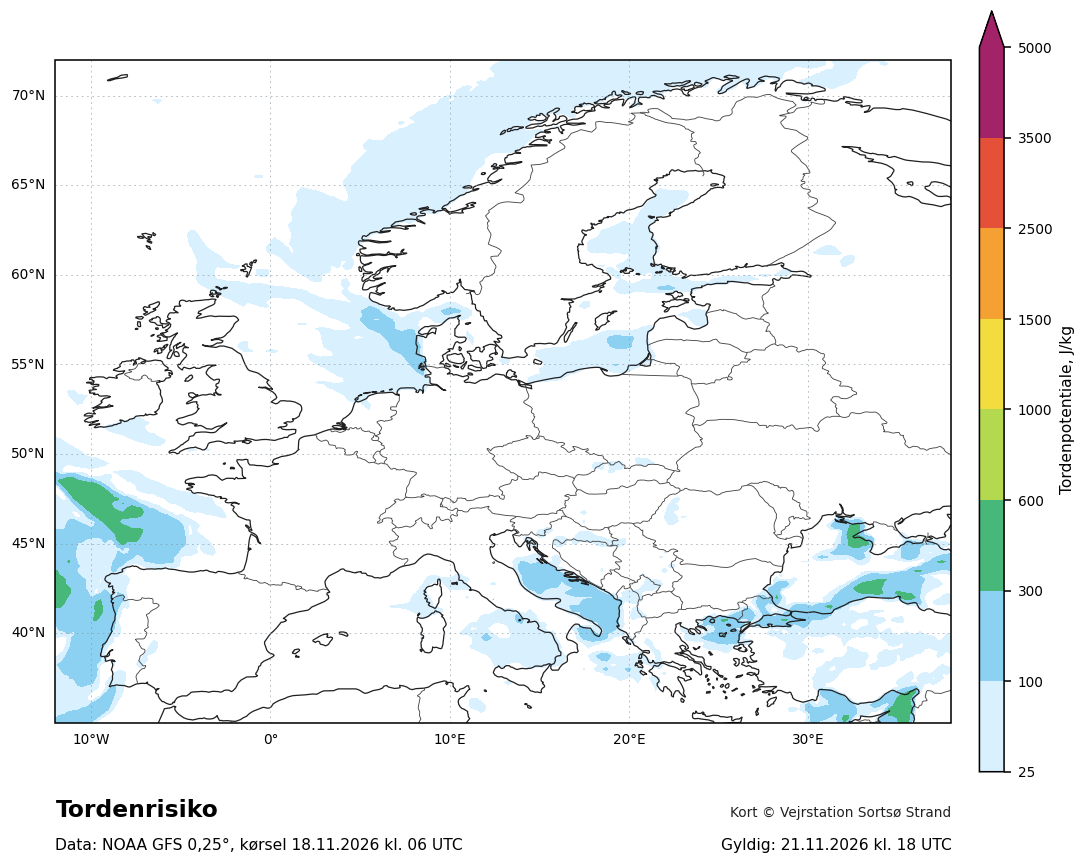 5000
3500
2500
1500
1000
600
300
100
25
Tordenpotentiale, J/kg
70°N
65°N
60°N
55°N
50°N
45°N
40°N
10°W
0°
10°E
20°E
30°E
Tordenrisiko
Kort © Vejrstation Sortsø Strand
Data: NOAA GFS 0,25°, kørsel 18.11.2026 kl. 06 UTC
Gyldig: 21.11.2026 kl. 18 UTC